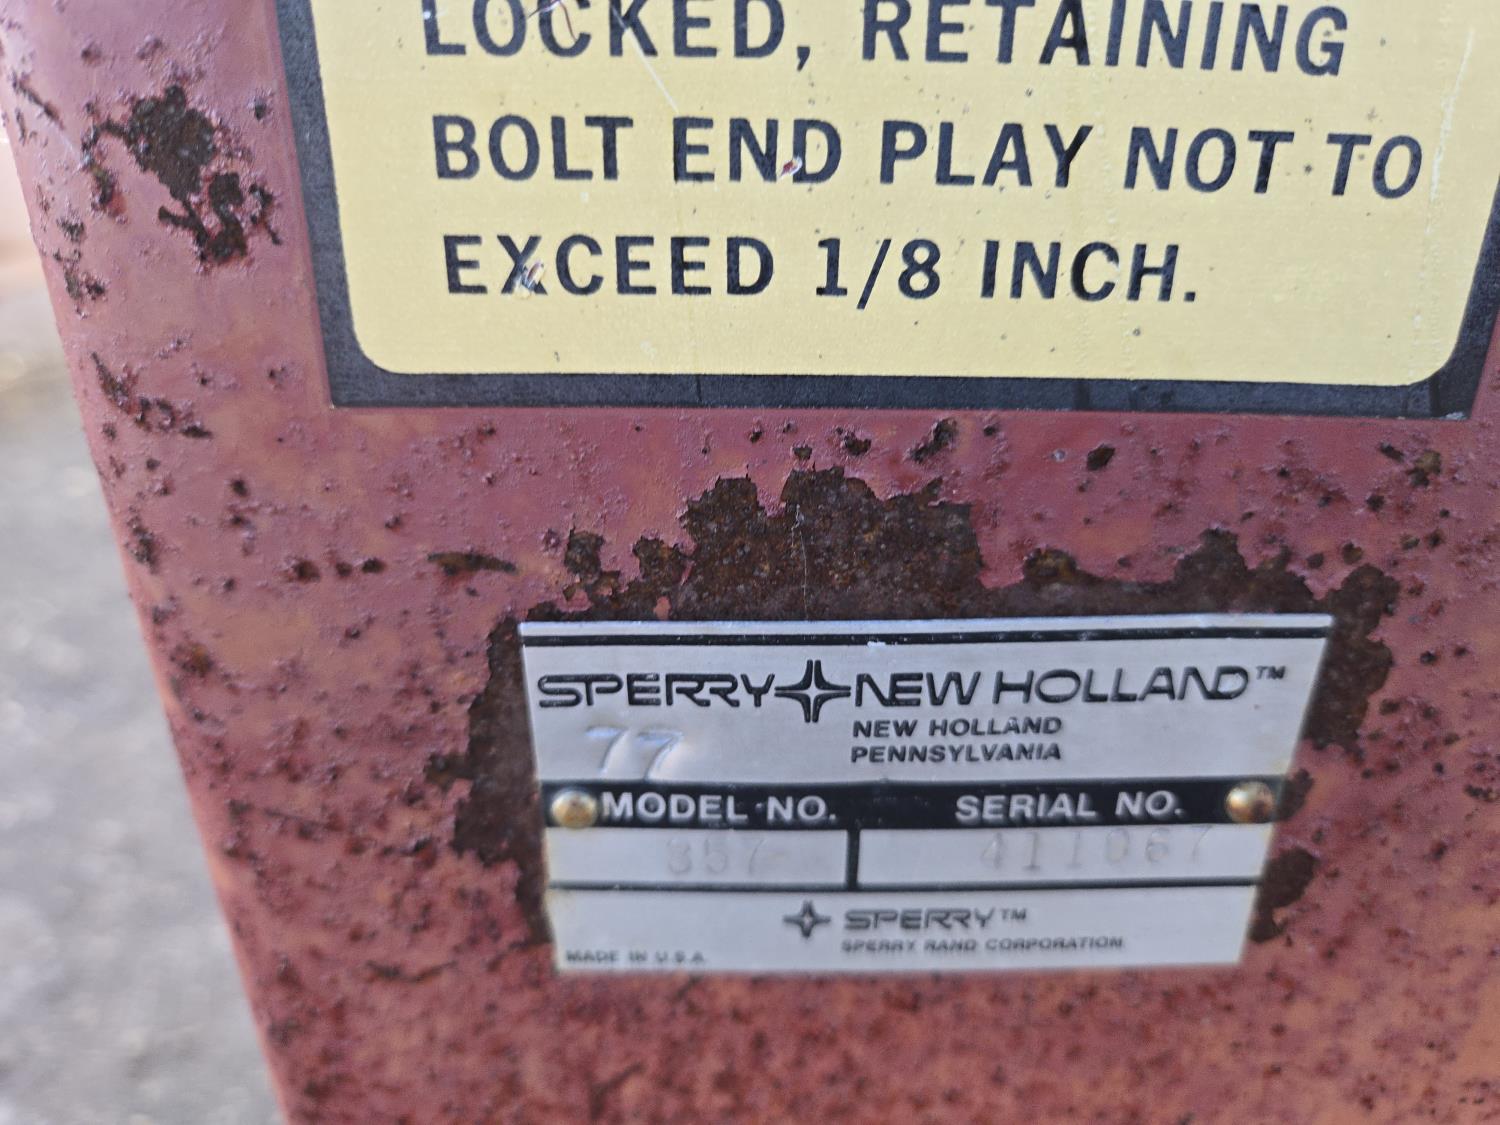 LOCKED, RETAINING
BOLT END PLAY NOT TO
EXCEED 1/8 INCH.
SPERRY NEW HOLLAND™
NEW HOLLAND
77
PENNSYLVANIA
MODEL NO. SERIAL NO.
357 411067
SPERRY™
SPERRY RAND CORPORATION
MADE IN U.S.A.